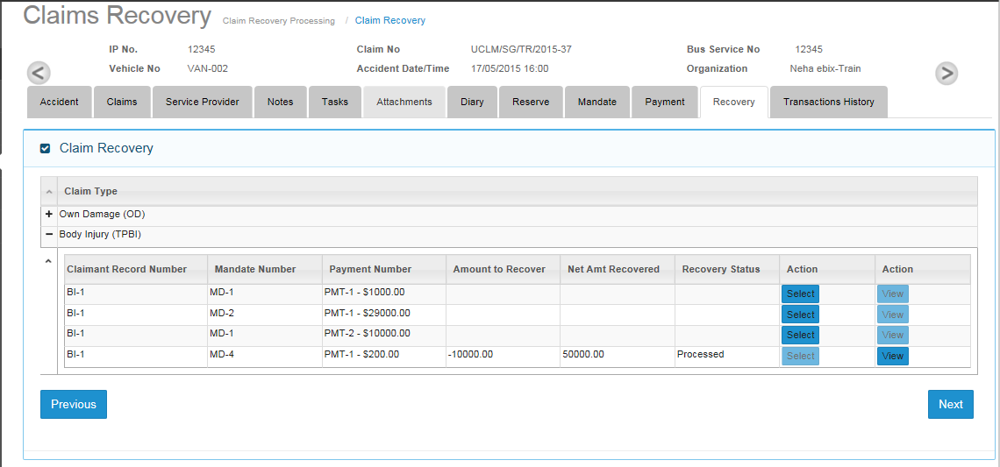 Claims Recovery Claim Recovery Processing / Claim Recovery
IP No. 12345 Claim No UCLM/SG/TR/2015-37 Bus Service No 12345
Vehicle No VAN-002 Accident Date/Time 17/05/2015 16:00 Organization Neha ebix-Train
< >
Accident Claims Service Provider Notes Tasks Attachments Diary Reserve Mandate Payment Recovery Transactions History
Claim Recovery
Claim Type
+ Own Damage (OD)
− Body Injury (TPBI)
Claimant Record Number Mandate Number Payment Number Amount to Recover Net Amt Recovered Recovery Status Action Action
BI-1 MD-1 PMT-1 - $1000.00 Select View
BI-1 MD-2 PMT-1 - $29000.00 Select View
BI-1 MD-1 PMT-2 - $10000.00 Select View
BI-1 MD-4 PMT-1 - $200.00 -10000.00 50000.00 Processed Select View
Previous Next